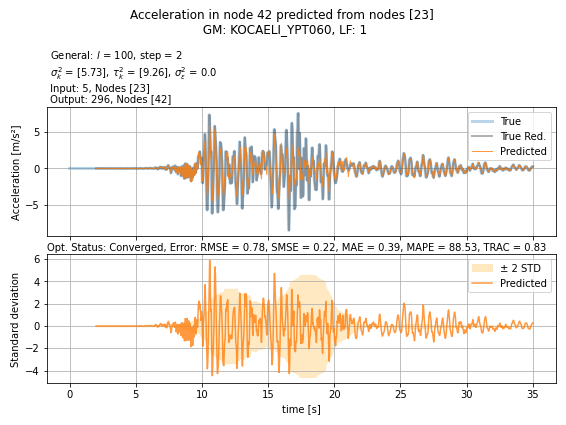 Acceleration in node 42 predicted from nodes [23]
GM: KOCAELI_YPT060, LF: 1
General: l = 100, step = 2
σ²ₖ = [5.73], τ²ₖ = [9.26], σ²ε = 0.0
Input: 5, Nodes [23]
Output: 296, Nodes [42]
Acceleration [m/s²]
5
0
−5
True
True Red.
Predicted
Opt. Status: Converged, Error: RMSE = 0.78, SMSE = 0.22, MAE = 0.39, MAPE = 88.53, TRAC = 0.83
Standard deviation
6
4
2
0
−2
−4
± 2 STD
Predicted
0 5 10 15 20 25 30 35
time [s]